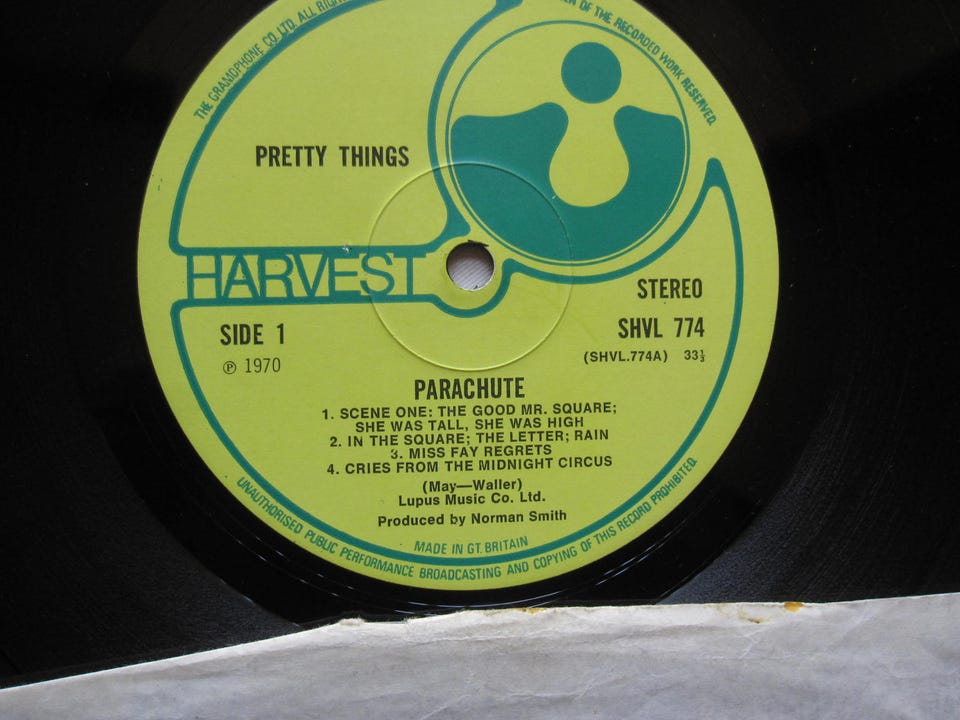 THE GRAMOPHONE CO. LTD. ALL
OF THE RECORDED WORK RESERVED.
PRETTY THINGS
HARVEST
STEREO
SHVL 774
(SHVL.774A) 33⅓
SIDE 1
℗ 1970
PARACHUTE
1. SCENE ONE: THE GOOD MR. SQUARE;
SHE WAS TALL, SHE WAS HIGH
2. IN THE SQUARE; THE LETTER; RAIN
3. MISS FAY REGRETS
4. CRIES FROM THE MIDNIGHT CIRCUS
(May—Waller)
Lupus Music Co. Ltd.
Produced by Norman Smith
MADE IN GT. BRITAIN
UNAUTHORISED PUBLIC PERFORMANCE BROADCASTING AND COPYING OF THIS RECORD PROHIBITED.